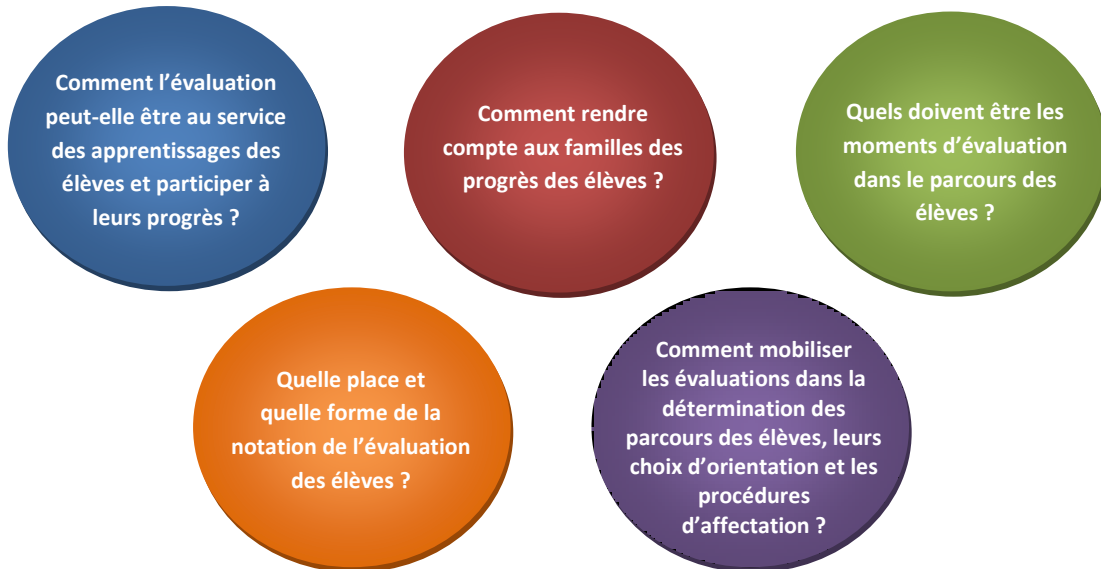 Comment l’évaluation
peut-elle être au service
des apprentissages des
élèves et participer à
leurs progrès ?
Comment rendre
compte aux familles des
progrès des élèves ?
Quels doivent être les
moments d’évaluation
dans le parcours des
élèves ?
Quelle place et
quelle forme de la
notation de l’évaluation
des élèves ?
Comment mobiliser
les évaluations dans la
détermination des
parcours des élèves, leurs
choix d’orientation et les
procédures
d’affectation ?